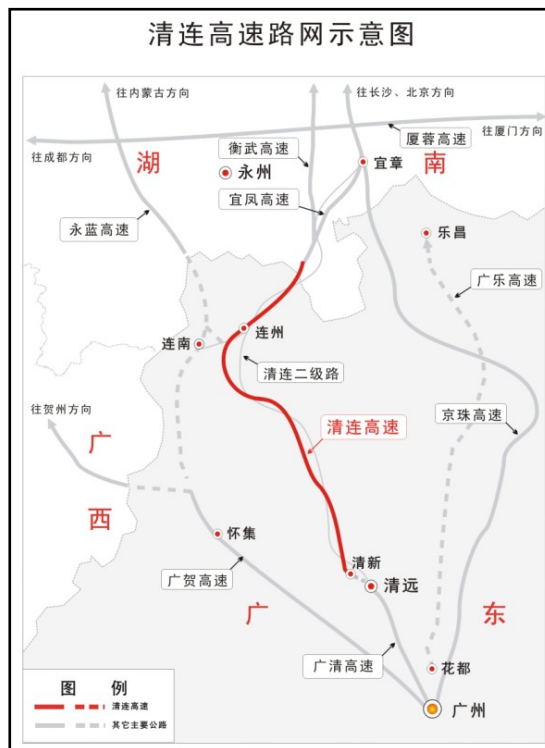 清连高速路网示意图
往内蒙古方向
往长沙、北京方向
往成都方向
厦蓉高速
往厦门方向
湖
南
衡武高速
永州
宜章
宜凤高速
永蓝高速
乐昌
广乐高速
连州
连南
清连二级路
往贺州方向
清连高速
京珠高速
广
西
怀集
清新
清远
广贺高速
广
东
广清高速
花都
广州
图 例
清连高速
其它主要公路